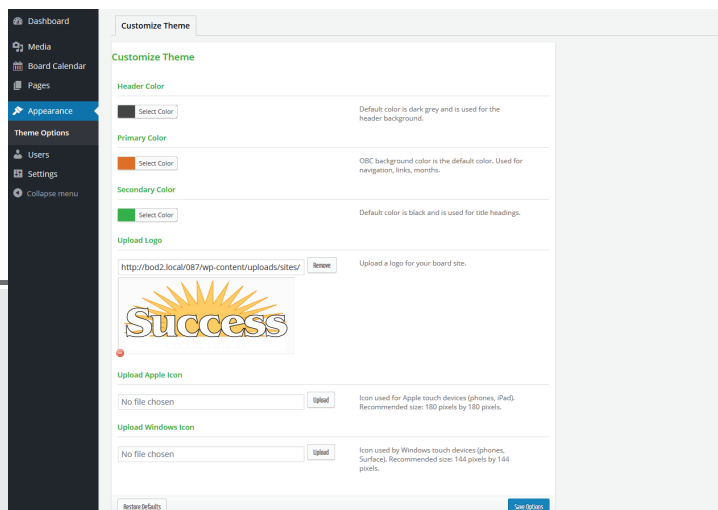 Dashboard
Media
Board Calendar
Pages
Appearance
Theme Options
Users
Settings
Collapse menu
Customize Theme
Customize Theme
Header Color
Select Color
Default color is dark grey and is used for the
header background.
Primary Color
Select Color
OBC background color is the default color. Used for
navigation, links, months.
Secondary Color
Select Color
Default color is black and is used for title headings.
Upload Logo
http://bod2.local/087/wp-content/uploads/sites/
Remove
Upload a logo for your board site.
Success
Upload Apple Icon
No file chosen
Upload
Icon used for Apple touch devices (phones, iPad).
Recommended size: 180 pixels by 180 pixels.
Upload Windows Icon
No file chosen
Upload
Icon used by Windows touch devices (phones,
Surface). Recommended size: 144 pixels by 144
pixels.
Restore Defaults
Save Options